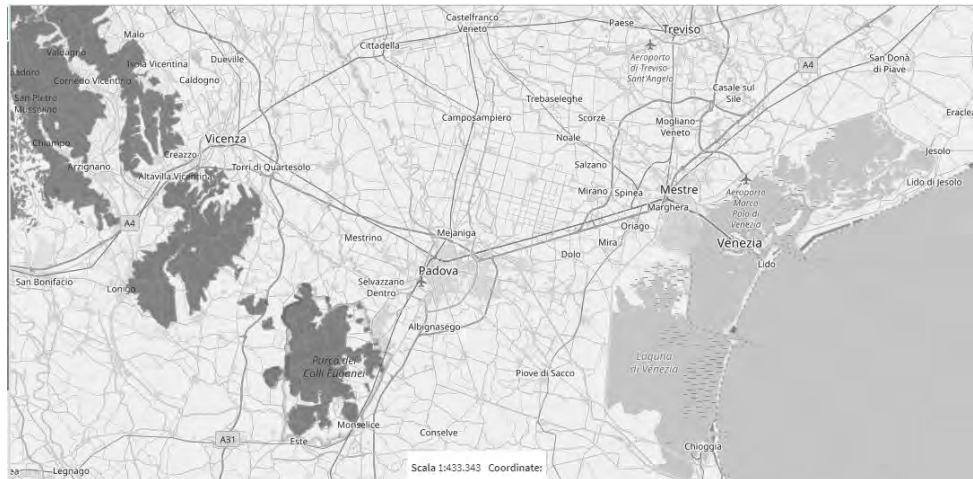 Malo
Castelfranco
Veneto
Paese
Treviso
Valdagno
Isola Vicentina
Dueville
Cittadella
Aeroporto
di Treviso-
Sant'Angelo
A4
San Donà
di Piave
Cornedo Vicentino
Caldogno
Trebaseleghe
Casale sul
Sile
San Pietro
Mussolino
Camposampiero
Scorzè
Mogliano
Veneto
Eraclea
Chiampo
Vicenza
Noale
Creazzo
Jesolo
Arzignano
Torri di Quartesolo
Salzano
Altavilla Vicentina
Mirano
Spinea
Mestre
Aeroporto
Marco
Polo di
Venezia
Lido di Jesolo
Marghera
A4
Mestrino
Mejaniga
Oriago
Mira
Venezia
Dolo
Lido
San Bonifacio
Lonigo
Selvazzano
Dentro
Padova
Albignasego
Parco dei
Colli Euganei
Laguna
di Venezia
Piove di Sacco
Monselice
A31
Este
Conselve
Chioggia
Legnago
Scala 1:433.343 Coordinate: